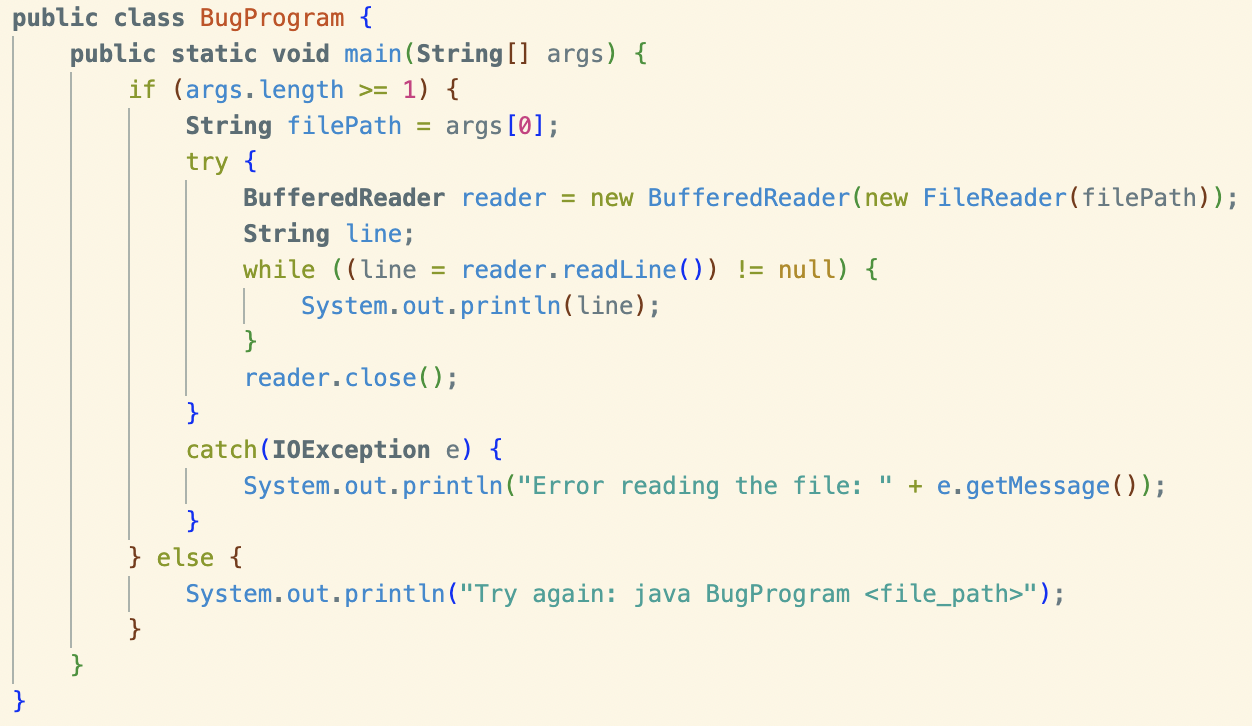 public class BugProgram {
    public static void main(String[] args) {
        if (args.length >= 1) {
            String filePath = args[0];
            try {
                BufferedReader reader = new BufferedReader(new FileReader(filePath));
                String line;
                while ((line = reader.readLine()) != null) {
                    System.out.println(line);
                }
                reader.close();
            }
            catch(IOException e) {
                System.out.println("Error reading the file: " + e.getMessage());
            }
        } else {
            System.out.println("Try again: java BugProgram <file_path>");
        }
    }
}